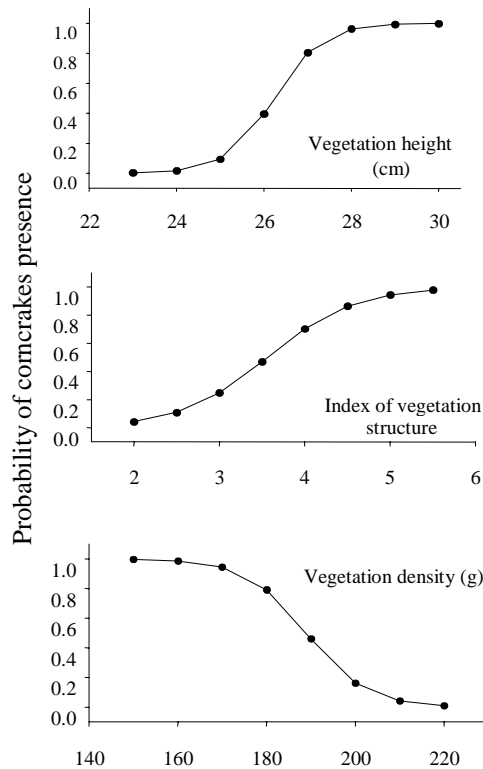 Probability of corncrakes presence
1.0
0.8
0.6
0.4
0.2
0.0
Vegetation height
(cm)
22 24 26 28 30
1.0
0.8
0.6
0.4
0.2
0.0
Index of vegetation
structure
2 3 4 5 6
1.0
0.8
0.6
0.4
0.2
0.0
Vegetation density (g)
140 160 180 200 220